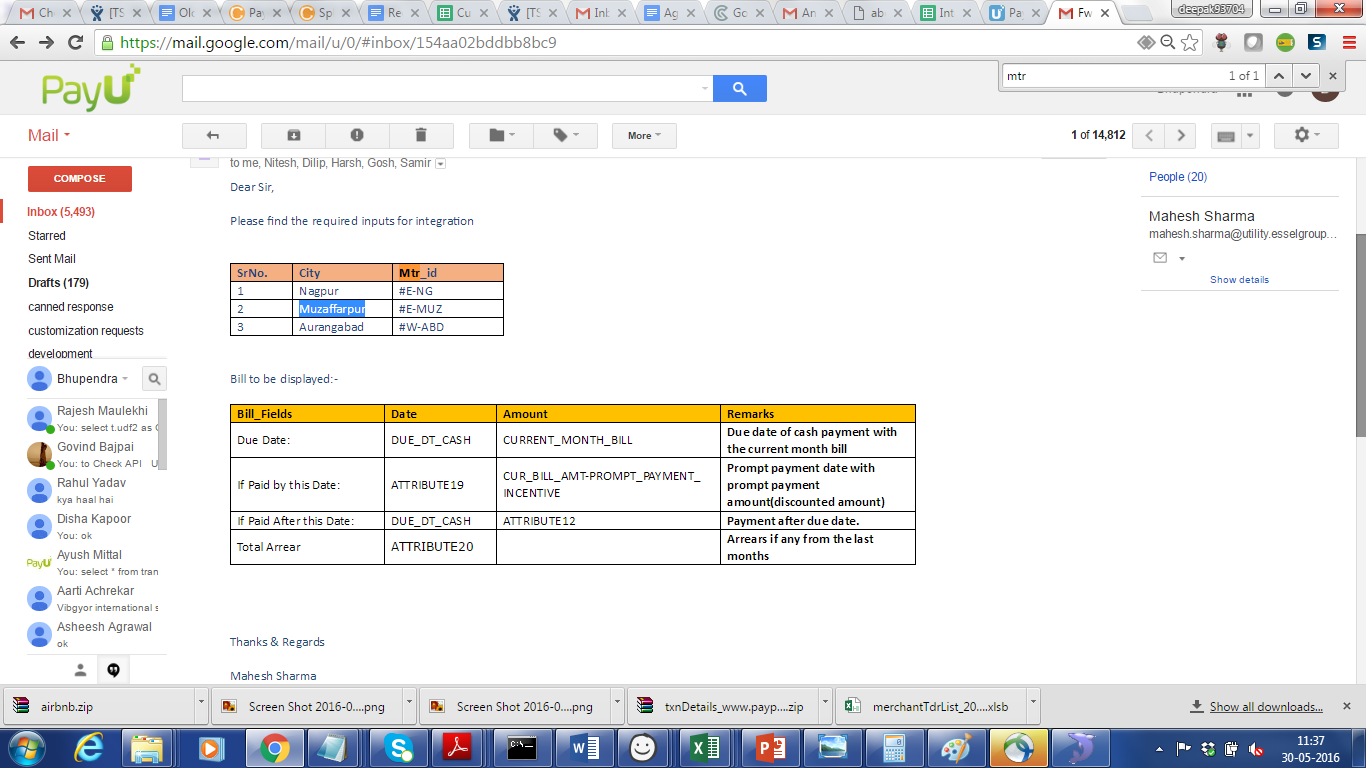 Ch
[TS
Old
Pay
Sp
Re
Cu
[TS
Inb
Ag
Go
An
ab
Int
Pa
Fw
deepak93704
https://mail.google.com/mail/u/0/#inbox/154aa02bddbb8bc9
mtr 1 of 1
PayU
Mail
More
1 of 14,812
COMPOSE
Inbox (5,493)
Starred
Sent Mail
Drafts (179)
canned response
customization requests
development
Bhupendra
Rajesh Maulekhi
You: select t.udf2 as
Govind Bajpai
You: to Check API U
Rahul Yadav
kya haal hai
Disha Kapoor
You: ok
PayU
Ayush Mittal
You: select * from tran
Aarti Achrekar
Vibgyor international s
Asheesh Agrawal
ok
to me, Nitesh, Dilip, Harsh, Gosh, Samir
Dear Sir,
Please find the required inputs for integration
SrNo. City Mtr_id
1 Nagpur #E-NG
2 Muzaffarpur #E-MUZ
3 Aurangabad #W-ABD
Bill to be displayed:-
Bill_Fields Date Amount Remarks
Due Date: DUE_DT_CASH CURRENT_MONTH_BILL Due date of cash payment with
the current month bill
If Paid by this Date: ATTRIBUTE19 CUR_BILL_AMT-PROMPT_PAYMENT_
INCENTIVE
Prompt payment date with
prompt payment
amount(discounted amount)
If Paid After this Date: DUE_DT_CASH ATTRIBUTE12 Payment after due date.
Total Arrear ATTRIBUTE20 Arrears if any from the last
months
Thanks & Regards
Mahesh Sharma
People (20)
Mahesh Sharma
mahesh.sharma@utility.esselgroup...
Show details
airbnb.zip
Screen Shot 2016-0....png
Screen Shot 2016-0....png
txnDetails_www.payp....zip
merchantTdrList_20....xlsb
Show all downloads...
11:37
30-05-2016